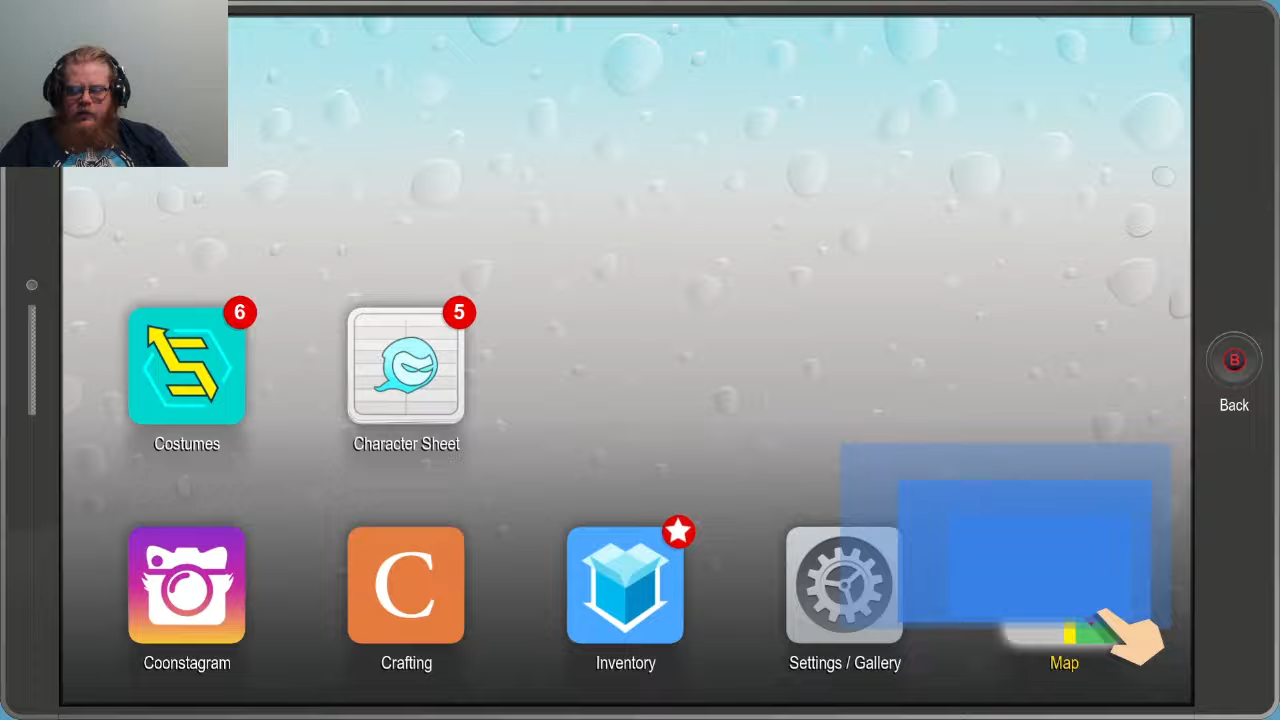 6
5
Costumes
Character Sheet
B
Back
C
Coonstagram
Crafting
Inventory
Settings / Gallery
Map